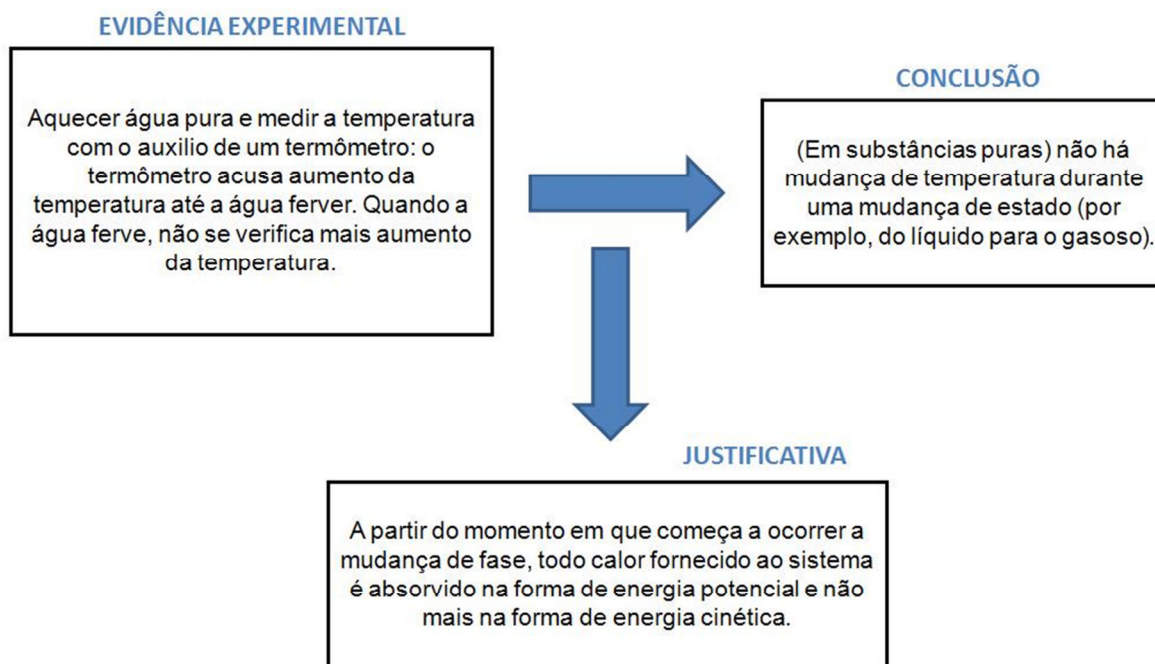 EVIDÊNCIA EXPERIMENTAL
Aquecer água pura e medir a temperatura
com o auxilio de um termômetro: o
termômetro acusa aumento da
temperatura até a água ferver. Quando a
água ferve, não se verifica mais aumento
da temperatura.
CONCLUSÃO
(Em substâncias puras) não há
mudança de temperatura durante
uma mudança de estado (por
exemplo, do líquido para o gasoso).
JUSTIFICATIVA
A partir do momento em que começa a ocorrer a
mudança de fase, todo calor fornecido ao sistema
é absorvido na forma de energia potencial e não
mais na forma de energia cinética.